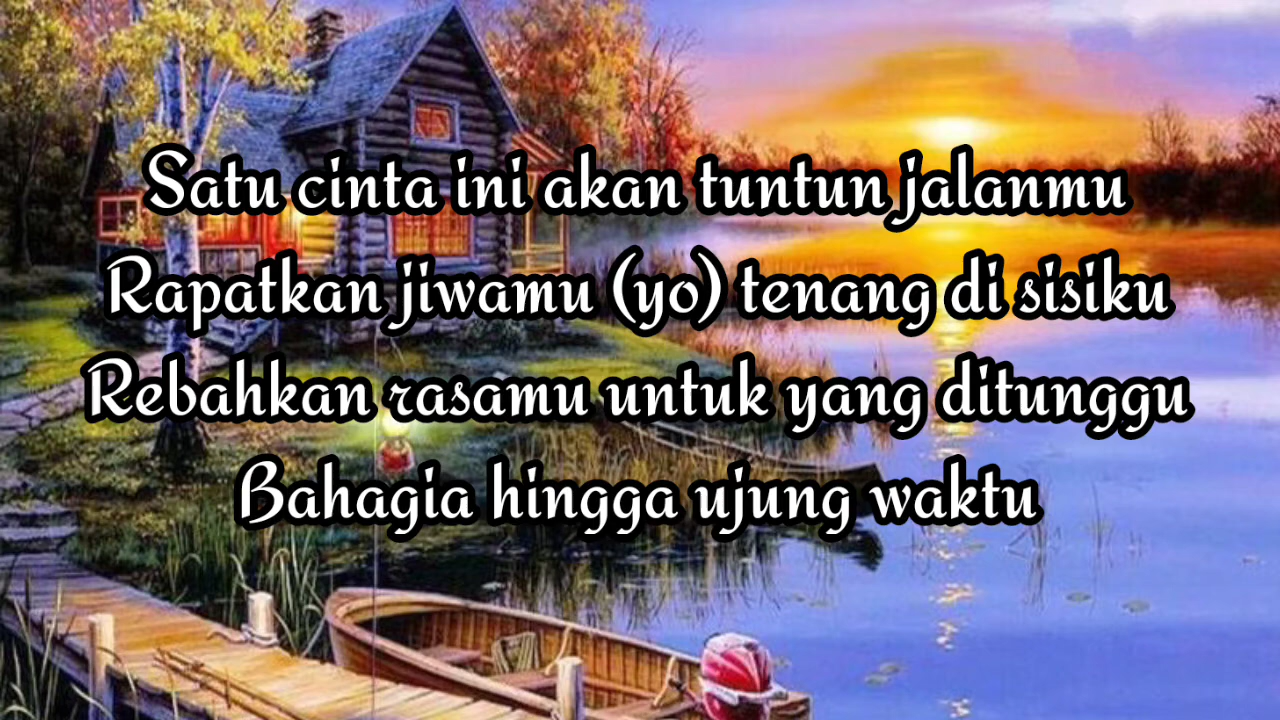 Satu cinta ini akan tuntun jalanmu
Rapatkan jiwamu (yo) tenang di sisiku
Rebahkan rasamu untuk yang ditunggu
Bahagia hingga ujung waktu